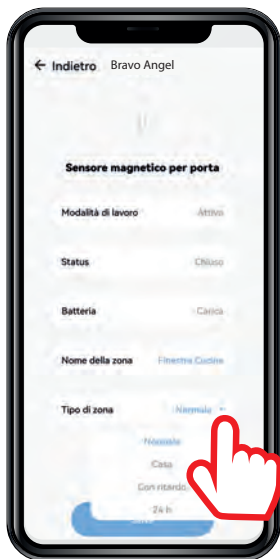 ← Indietro Bravo Angel
Sensore magnetico per porta
Modalità di lavoro Attivo
Status Chiuso
Batteria Carica
Nome della zona Finestra Cucina
Tipo di zona Normale
Normale
Casa
Con ritardo
24 h